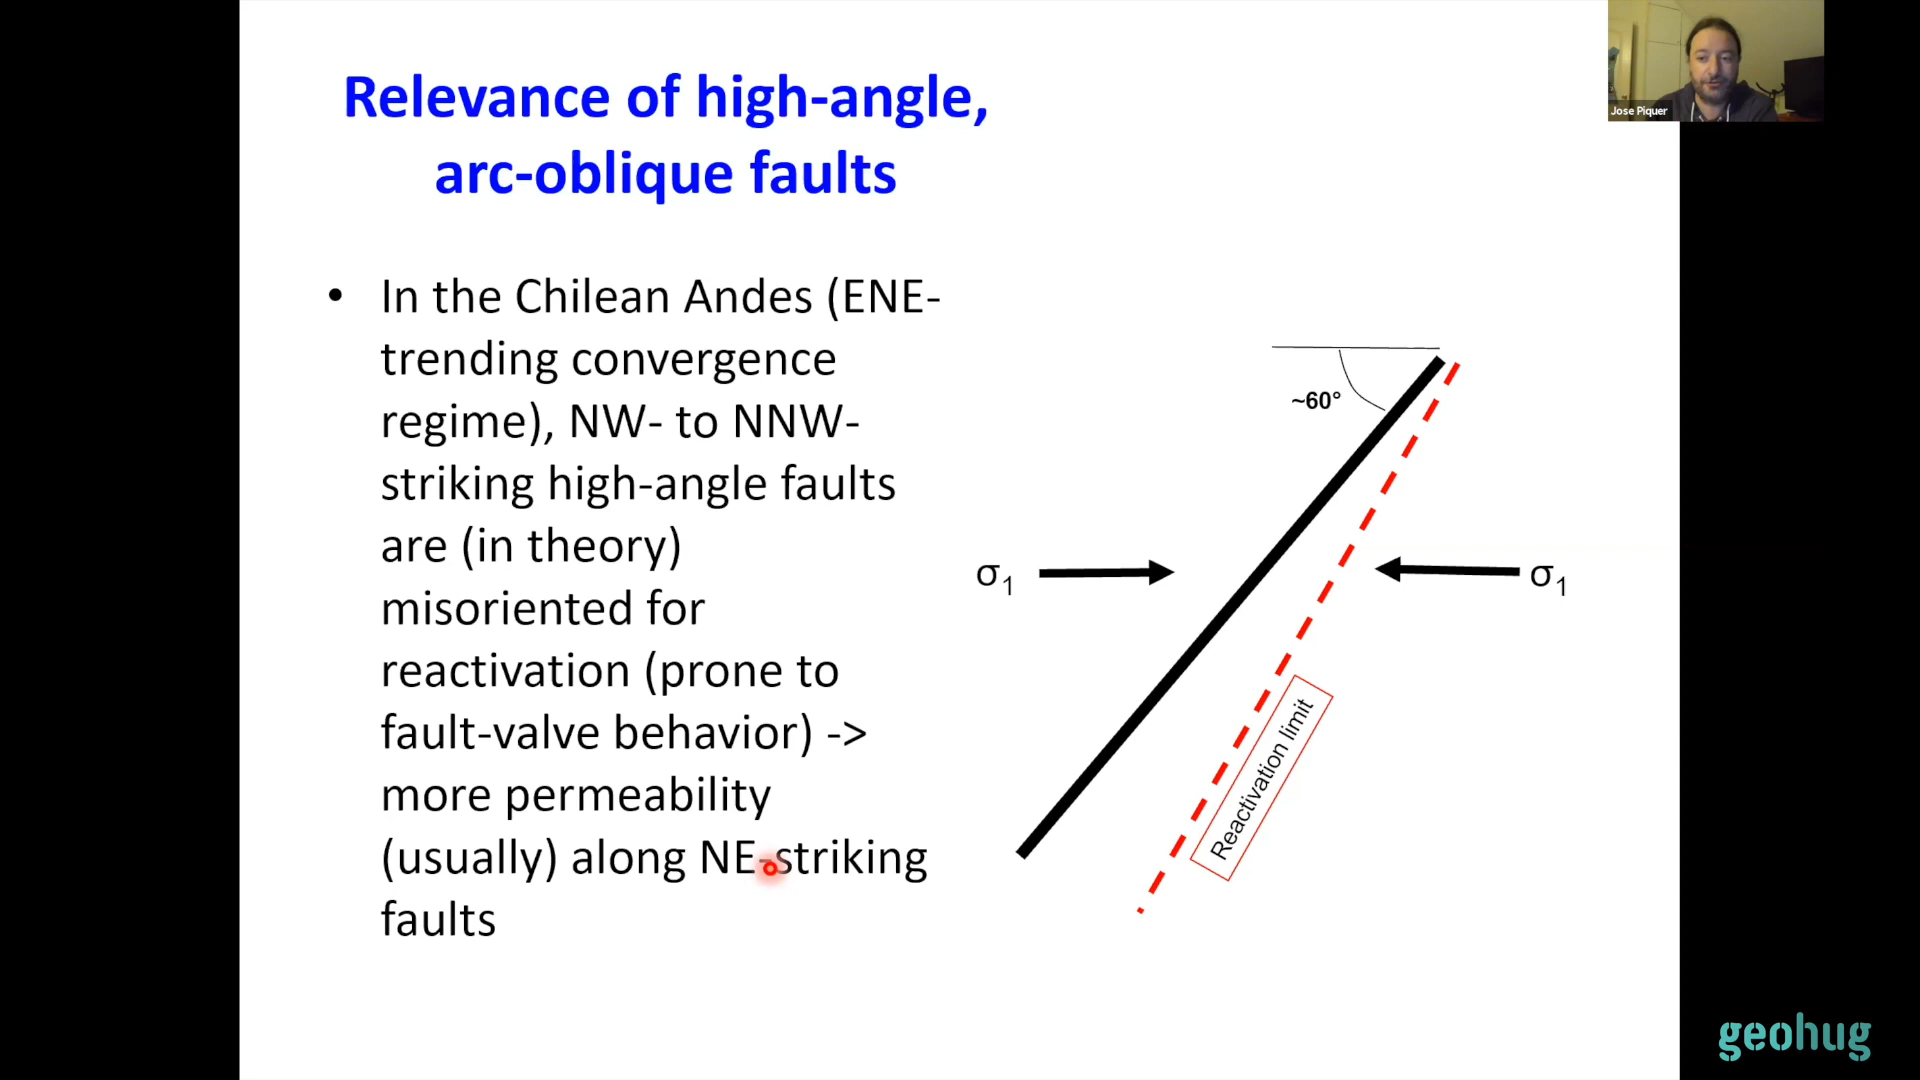 Relevance of high-angle,
arc-oblique faults
Jose Piquer
• In the Chilean Andes (ENE-
trending convergence
regime), NW- to NNW-
striking high-angle faults
are (in theory)
misoriented for
reactivation (prone to
fault-valve behavior) ->
more permeability
(usually) along NE-striking
faults
~60°
σ1
σ1
Reactivation limit
geohug